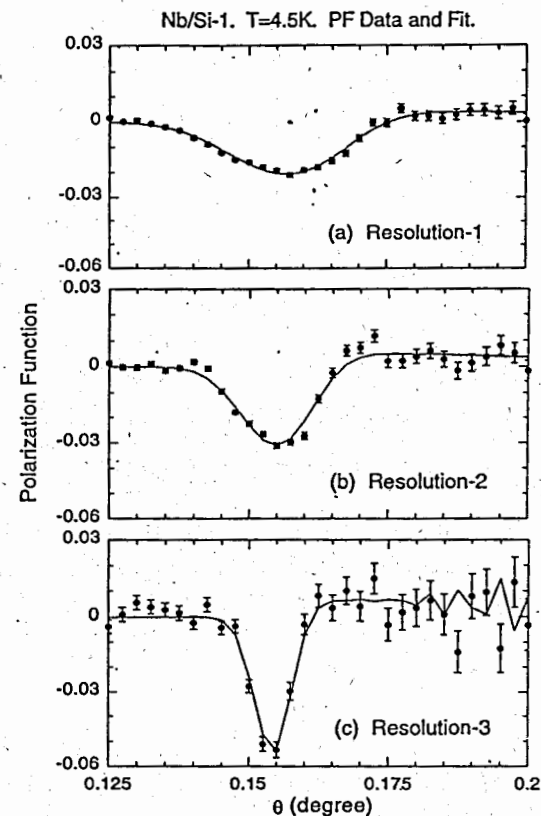 Nb/Si-1. T=4.5K. PF Data and Fit.
0.03
0
-0.03
-0.06
(a) Resolution-1
0.03
0
-0.03
-0.06
(b) Resolution-2
Polarization Function
0.03
0
-0.03
-0.06
(c) Resolution-3
0.125
0.15
0.175
0.2
θ (degree)